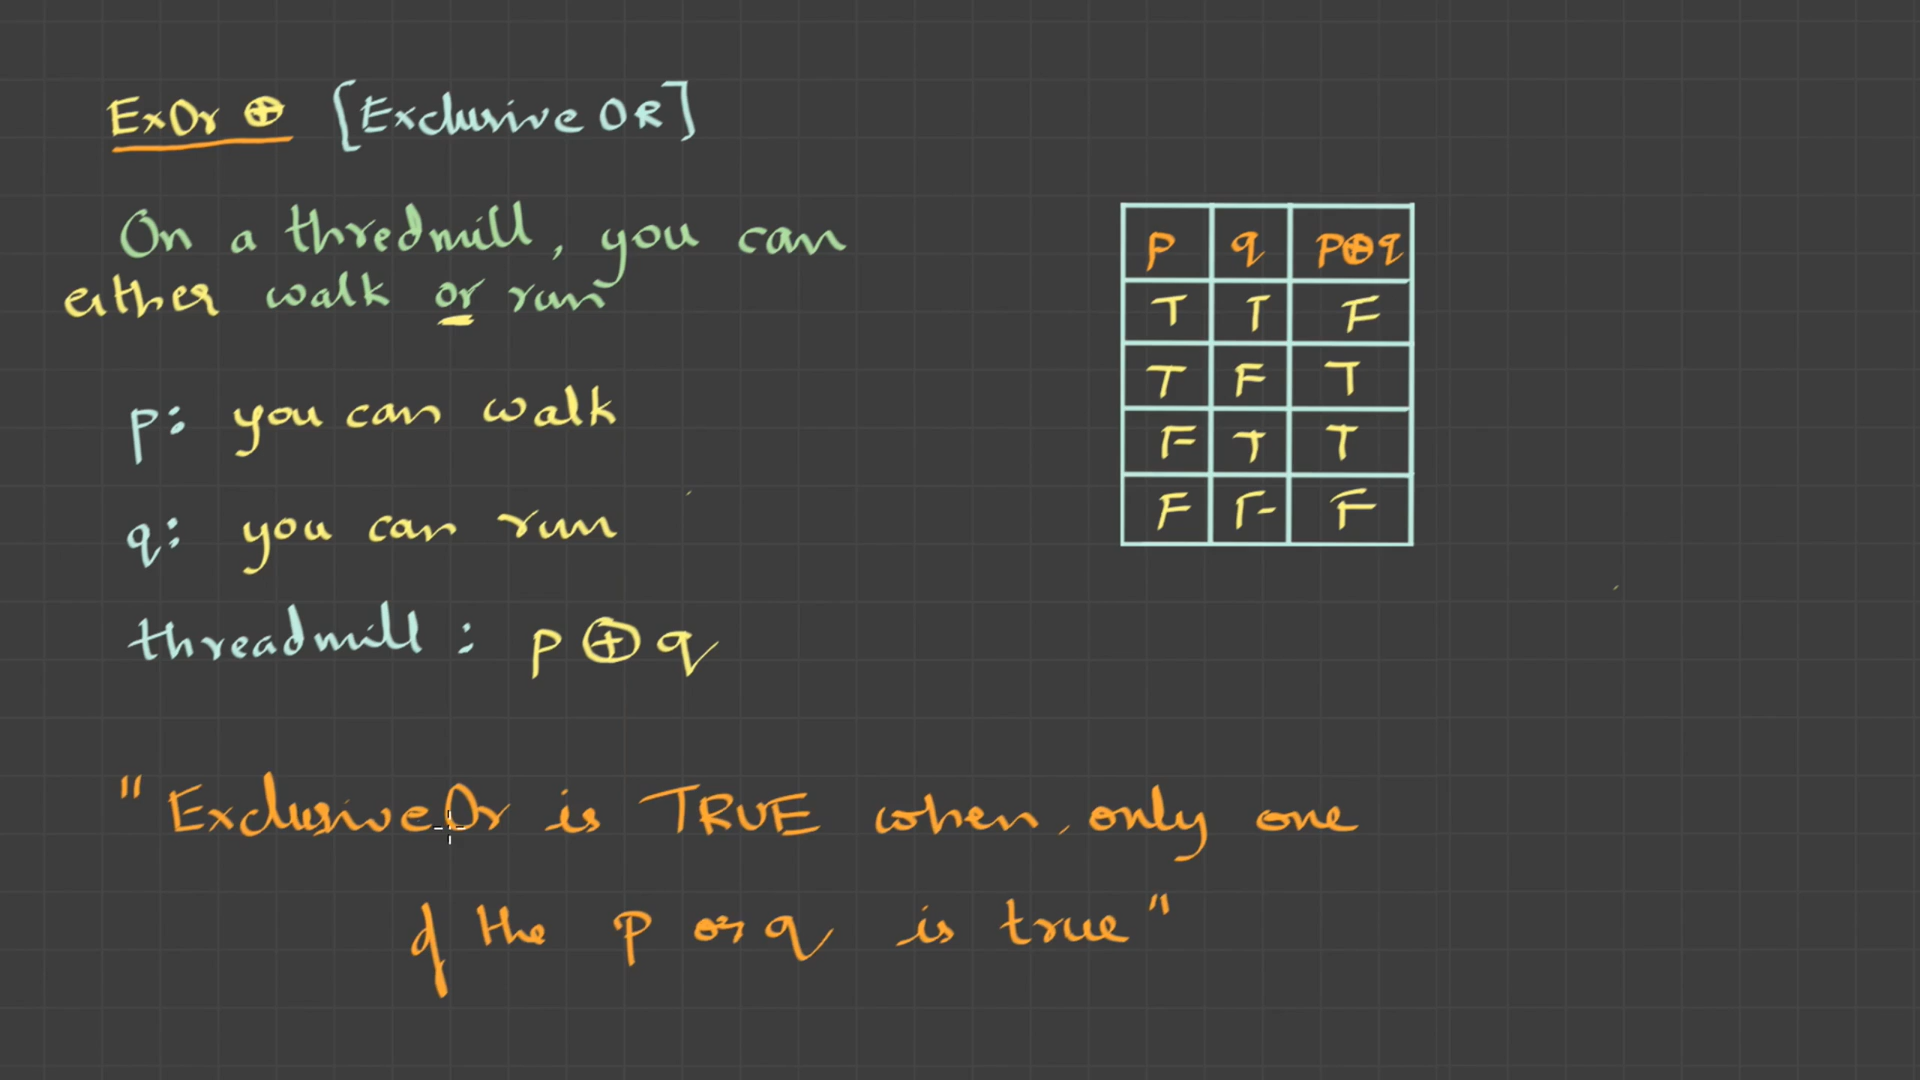 ExOr ⊕ [Exclusive OR]
On a thredmill, you can
either walk or run
p: you can walk
q: you can run
threadmill : p ⊕ q
p q p⊕q
T T F
T F T
F T T
F F F
"ExclusiveOr is TRUE when, only one
of the p or q is true"